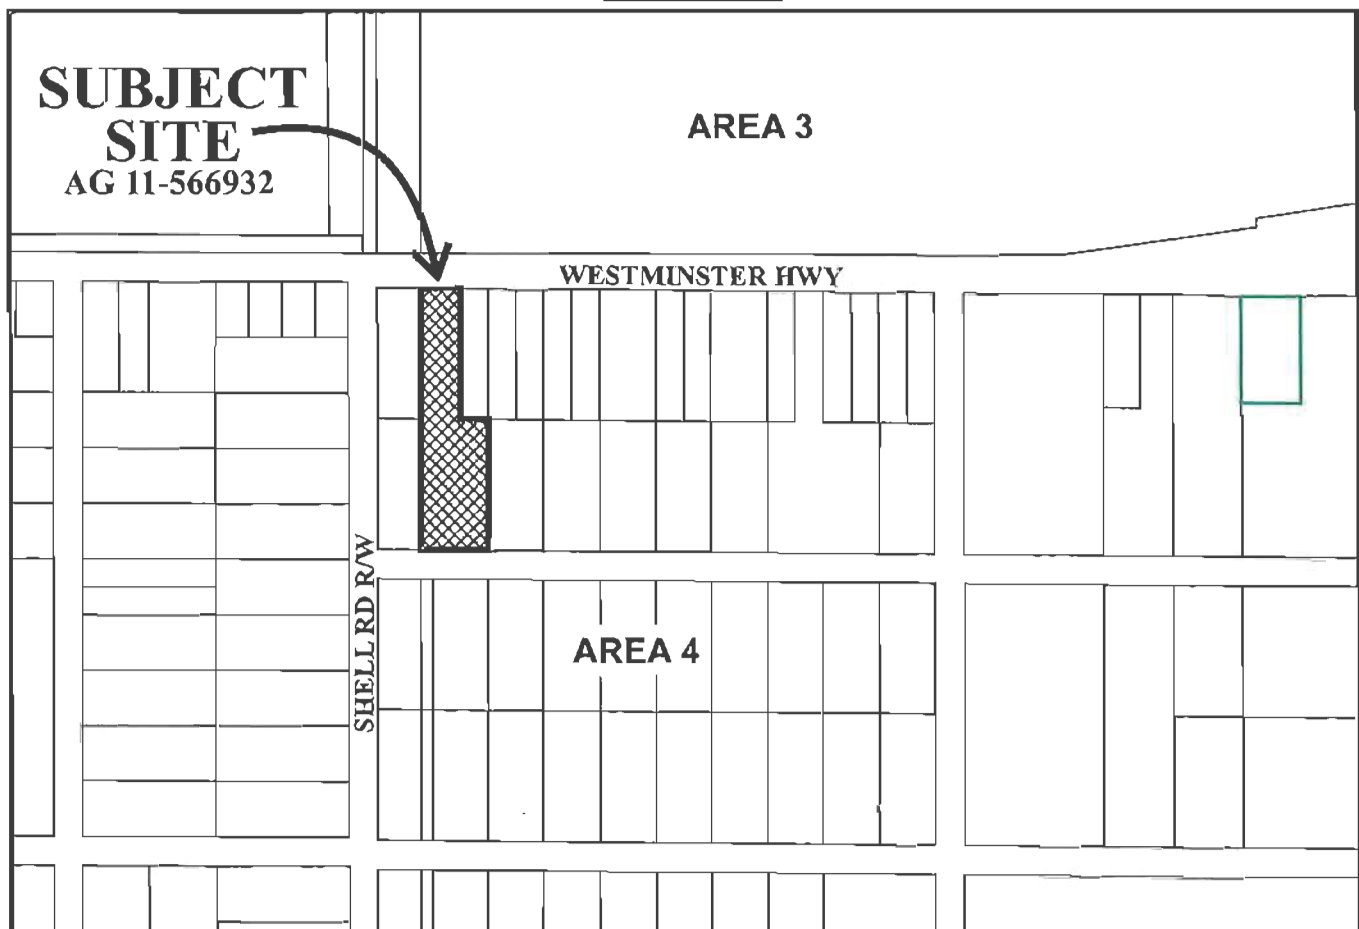 SUBJECT
SITE
AG 11-566932
AREA 3
WESTMINSTER HWY
SHELL RD R/W
AREA 4